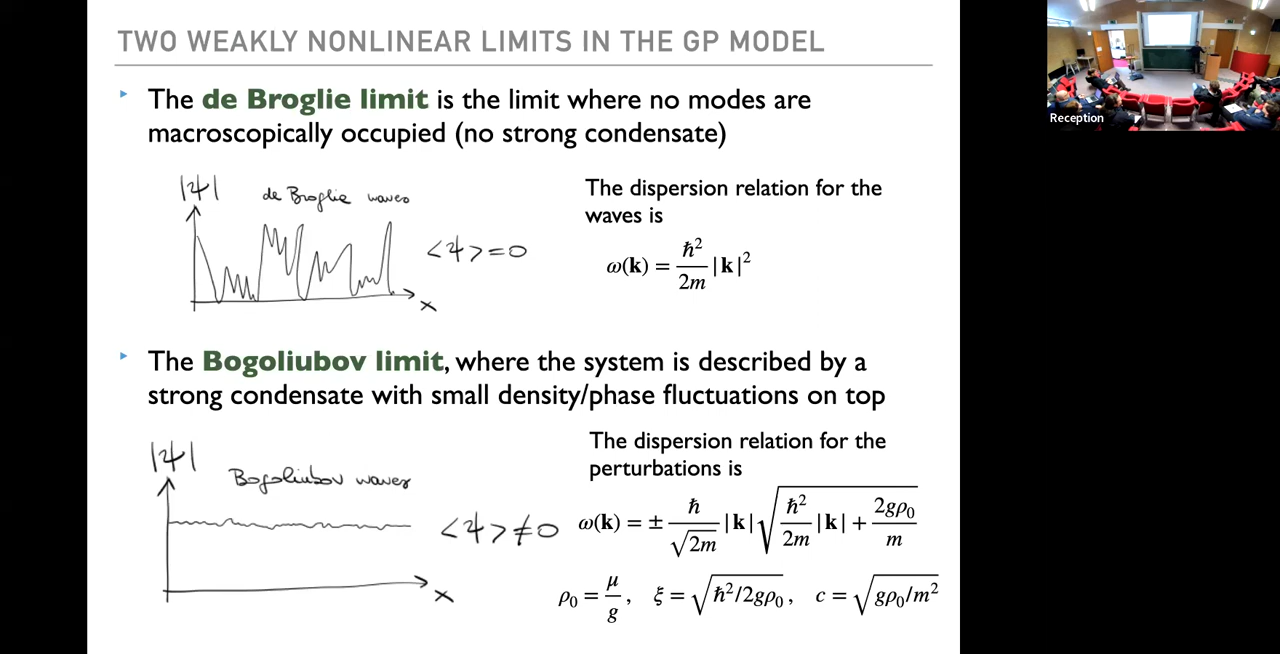 TWO WEAKLY NONLINEAR LIMITS IN THE GP MODEL
The de Broglie limit is the limit where no modes are
macroscopically occupied (no strong condensate)
|ψ|
de Broglie waves
<ψ>=0
x
The dispersion relation for the
waves is
ω(k) = ħ²/2m |k|²
The Bogoliubov limit, where the system is described by a
strong condensate with small density/phase fluctuations on top
|ψ|
Bogoliubov waves
<ψ>≠0
x
The dispersion relation for the
perturbations is
ω(k) = ± ħ/√2m |k| √(ħ²/2m |k| + 2gρ₀/m)
ρ₀ = μ/g, ξ = √ħ²/2gρ₀, c = √gρ₀/m²
Reception